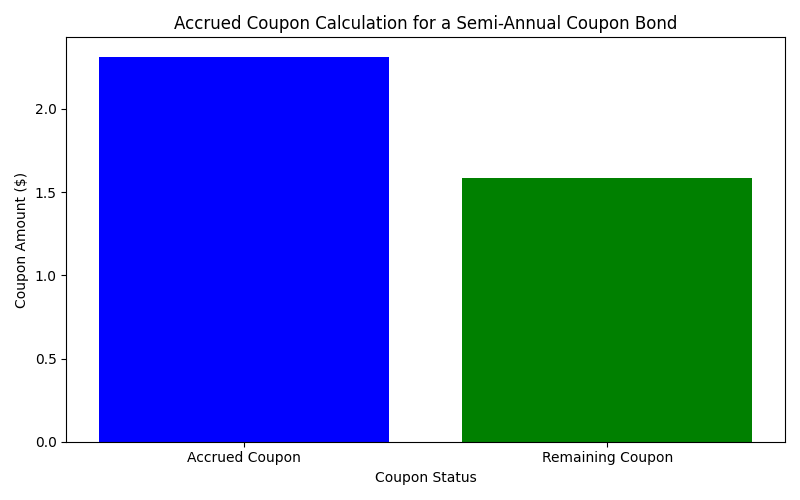 Accrued Coupon Calculation for a Semi-Annual Coupon Bond
Coupon Amount ($)
2.0
1.5
1.0
0.5
0.0
Accrued Coupon
Remaining Coupon
Coupon Status